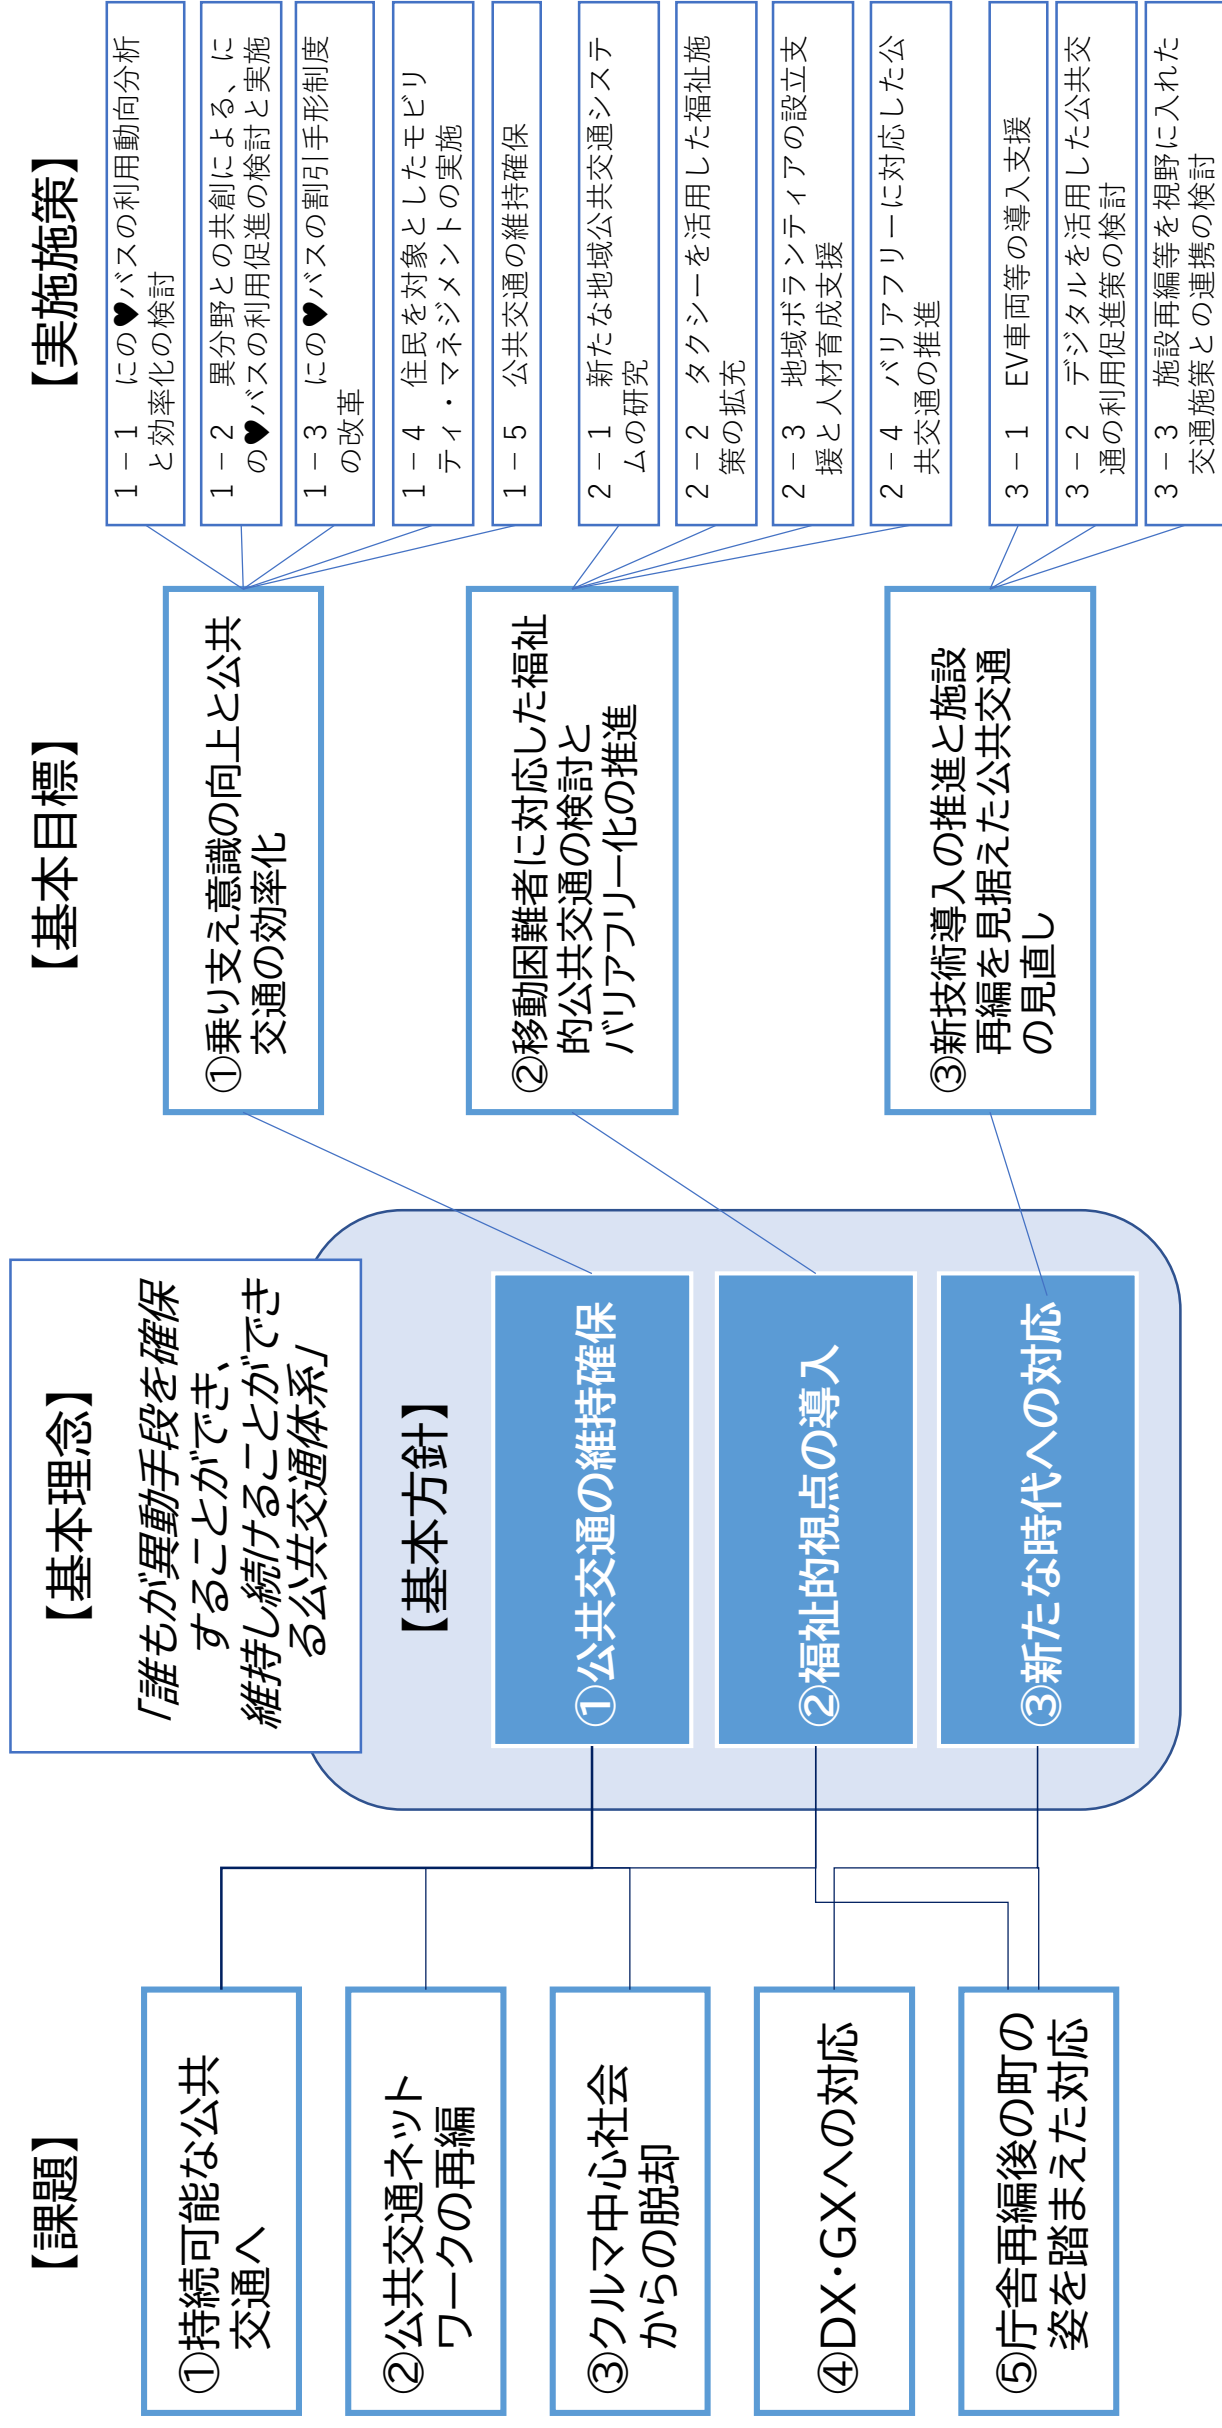 【課題】
①持続可能な公共
交通へ
②公共交通ネット
ワークの再編
③クルマ中心社会
からの脱却
④DX・GXへの対応
⑤庁舎再編後の町の
姿を踏まえた対応
【基本理念】
「誰もが異動手段を確保
することができ、
維持し続けることができ
る公共交通体系」
【基本方針】
①公共交通の維持確保
②福祉的視点の導入
③新たな時代への対応
【基本目標】
①乗り支え意識の向上と公共
交通の効率化
②移動困難者に対応した福祉
的公共交通の検討と
バリアフリー化の推進
③新技術導入の推進と施設
再編を見据えた公共交通
の見直し
【実施施策】
1－1　にの♥バスの利用動向分析
と効率化の検討
1－2　異分野との共創による、に
の♥バスの利用促進の検討と実施
1－3　にの♥バスの割引手形制度
の改革
1－4　住民を対象としたモビリ
ティ・マネジメントの実施
1－5　公共交通の維持確保
2－1　新たな地域公共交通システ
ムの研究
2－2　タクシーを活用した福祉施
策の拡充
2－3　地域ボランティアの設立支
援と人材育成支援
2－4　バリアフリーに対応した公
共交通の推進
3－1　EV車両等の導入支援
3－2　デジタルを活用した公共交
通の利用促進策の検討
3－3　施設再編等を視野に入れた
交通施策との連携の検討